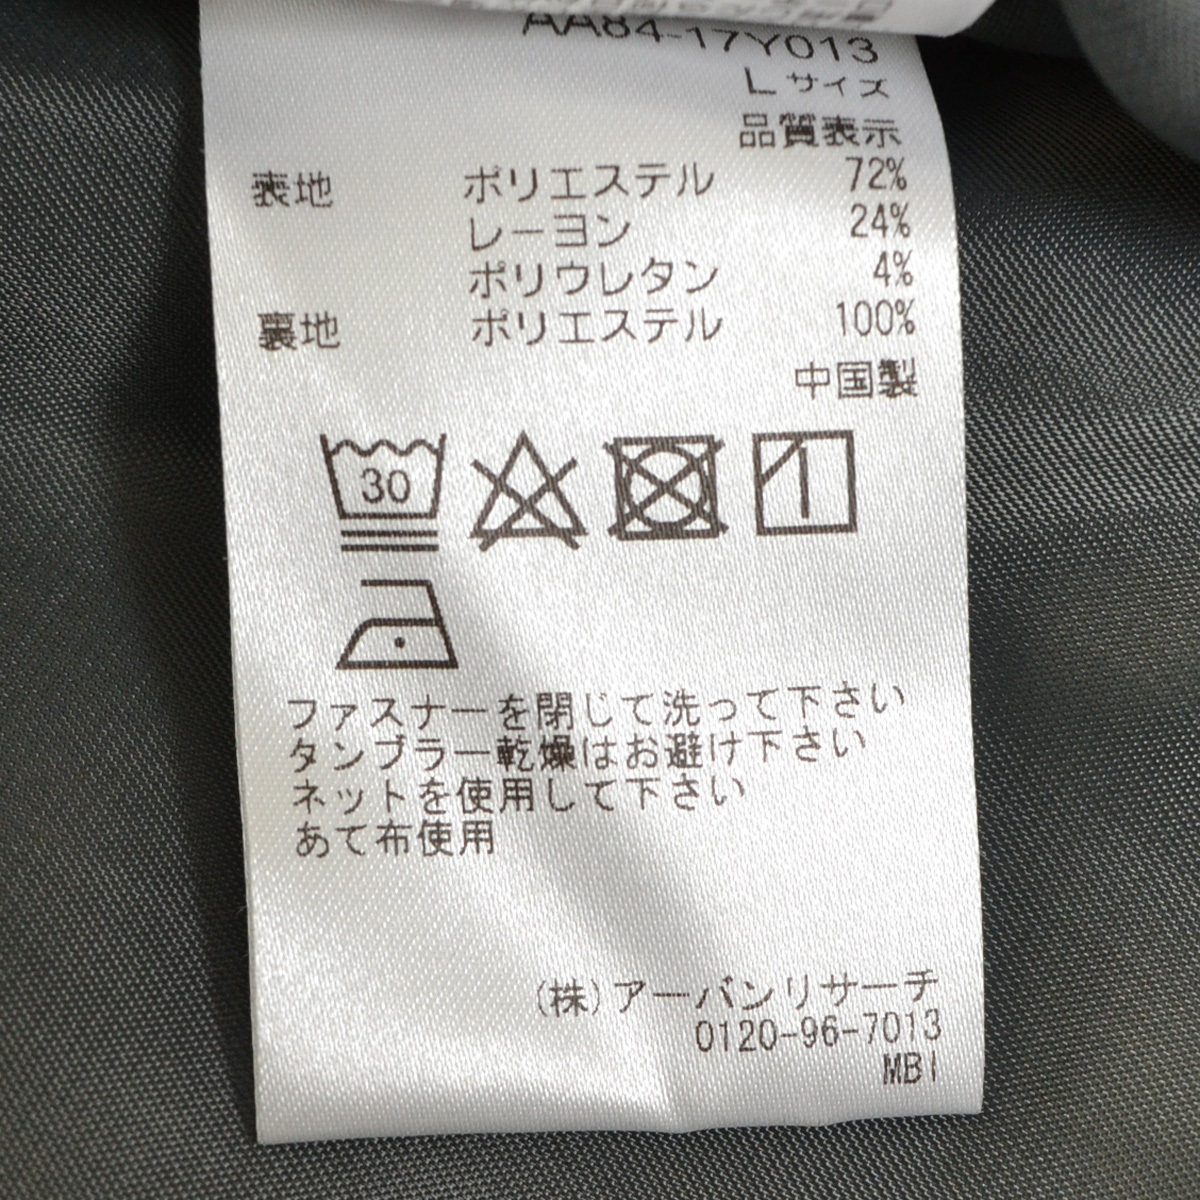 AA84-17Y013
Lサイズ
品質表示
表地 ポリエステル 72%
レーヨン 24%
ポリウレタン 4%
裏地 ポリエステル 100%
中国製
30
ファスナーを閉じて洗って下さい
タンブラー乾燥はお避け下さい
ネットを使用して下さい
あて布使用
(株)アーバンリサーチ
0120-96-7013
MBI